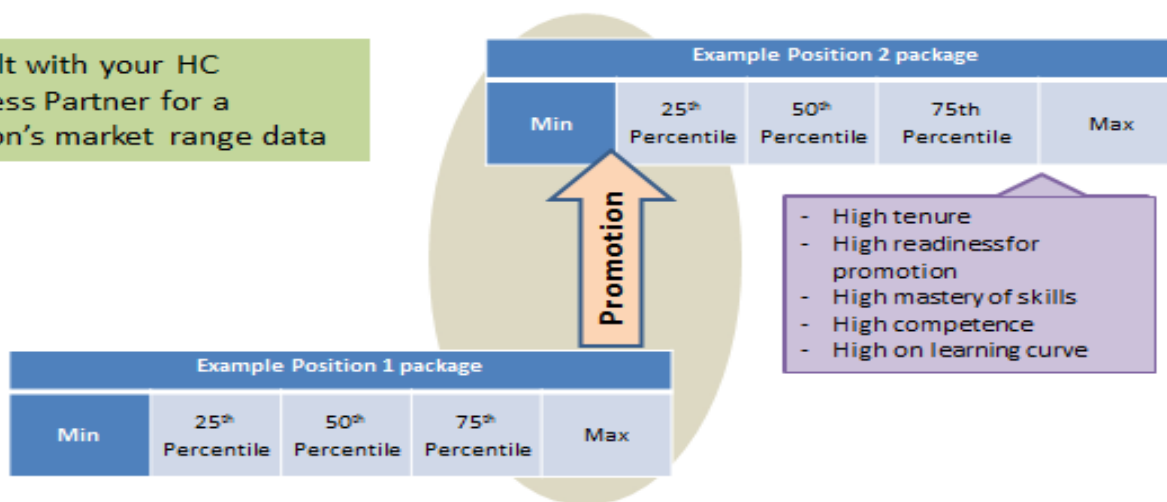 lt with your HC
ess Partner for a
on's market range data
Example Position 2 package
Min
25th
Percentile
50th
Percentile
75th
Percentile
Max
Promotion
- High tenure
- High readinessfor
promotion
- High mastery of skills
- High competence
- High on learning curve
Example Position 1 package
Min
25th
Percentile
50th
Percentile
75th
Percentile
Max